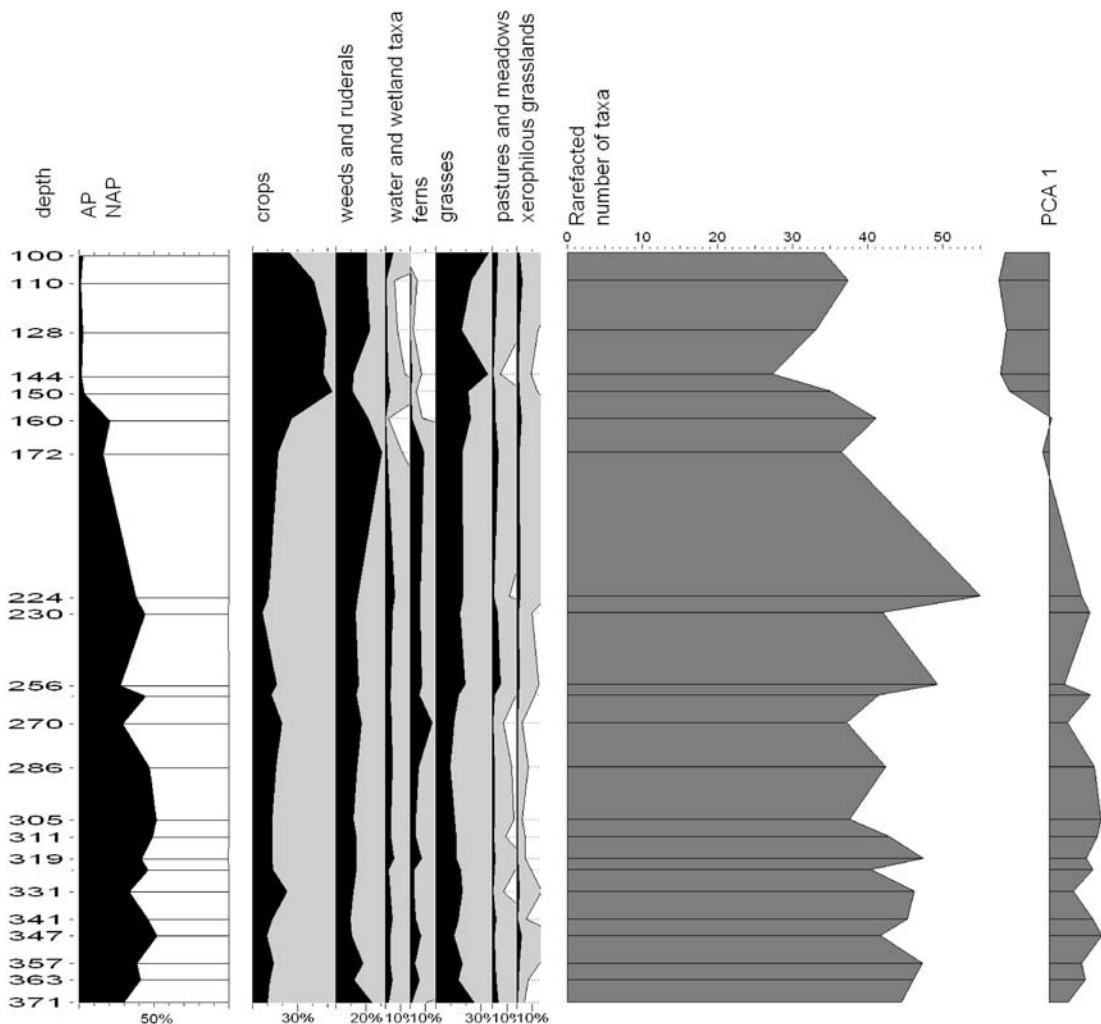 depth
AP
NAP
crops
weeds and ruderals
water and wetland taxa
ferns
grasses
pastures and meadows
xerophilous grasslands
Rarefacted
number of taxa
PCA 1
0 10 20 30 40 50
100
110
128
144
150
160
172
224
230
256
270
286
305
311
319
331
341
347
357
363
371
50% 30% 20% 10% 10% 30% 10% 10%